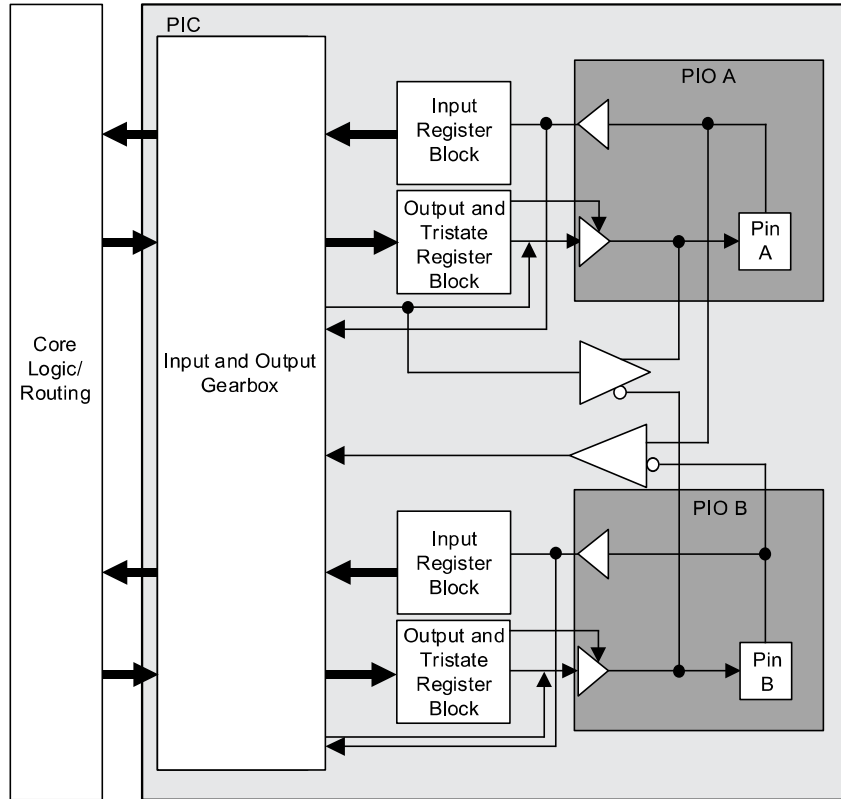 PIC
PIO A
Input
Register
Block
Output and
Tristate
Register
Block
Pin
A
Core
Logic/
Routing
Input and Output
Gearbox
PIO B
Input
Register
Block
Output and
Tristate
Register
Block
Pin
B